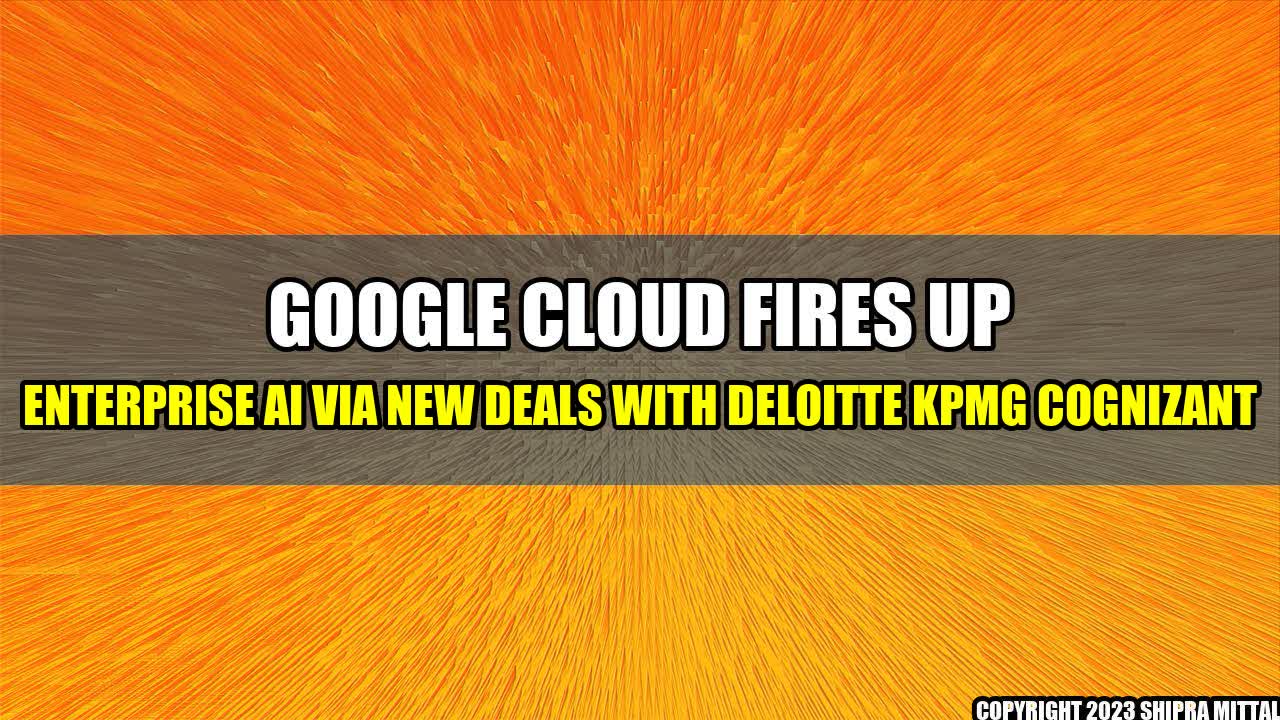 GOOGLE CLOUD FIRES UP
ENTERPRISE AI VIA NEW DEALS WITH DELOITTE KPMG COGNIZANT
COPYRIGHT 2023 SHIPRA MITTAL